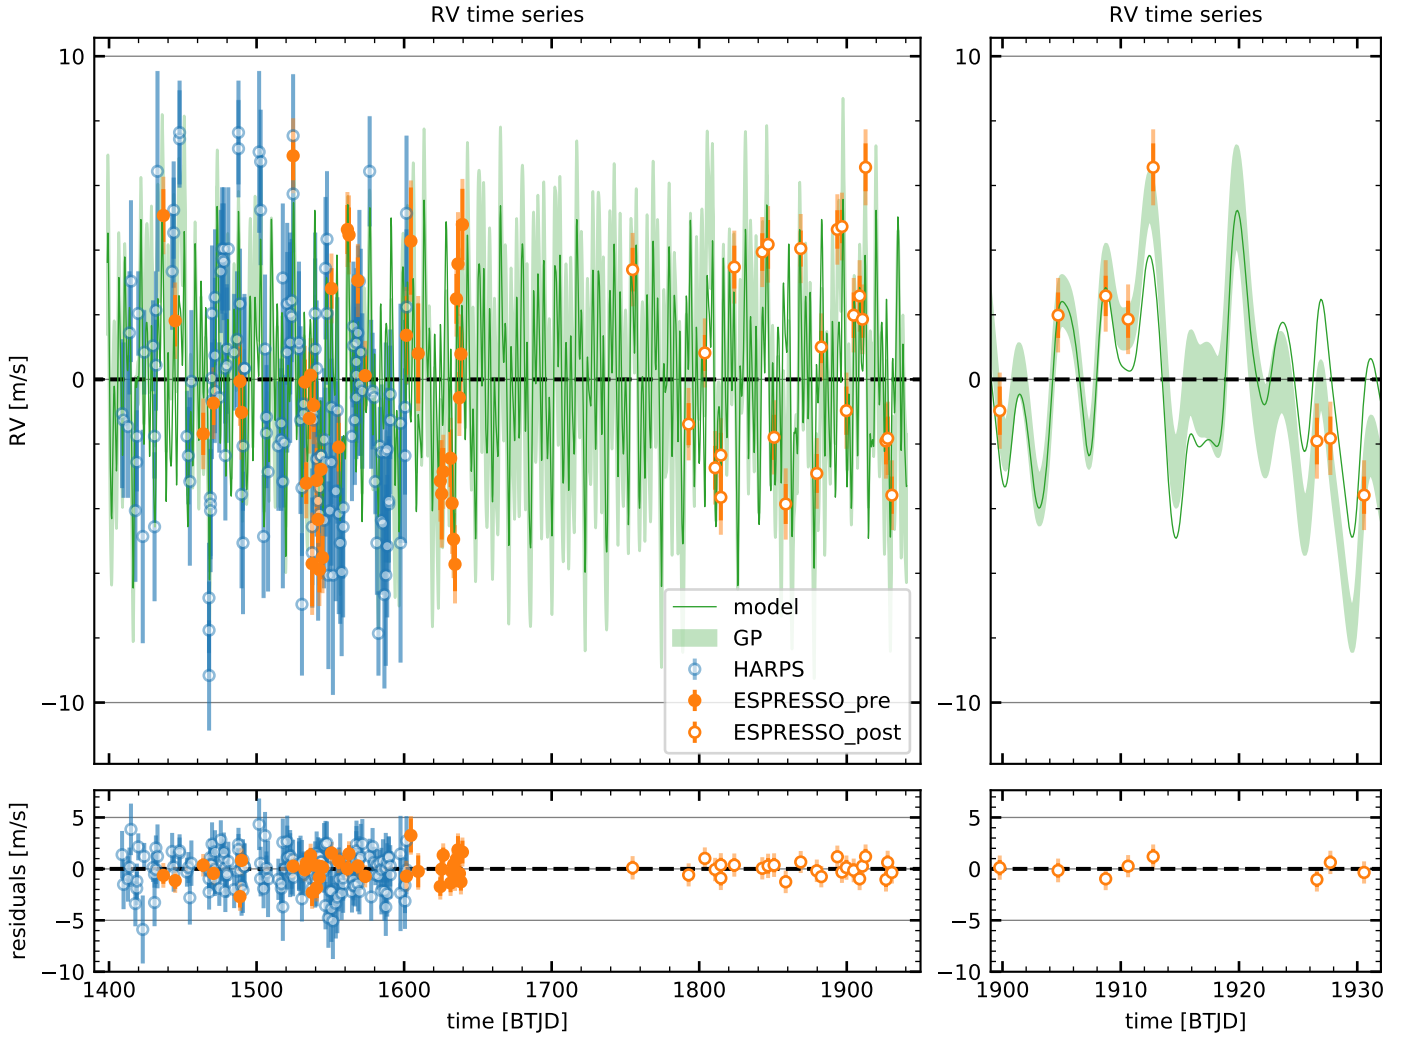 RV time series
RV time series
10
0
−10
RV [m/s]
model
GP
HARPS
ESPRESSO_pre
ESPRESSO_post
10
0
−10
5
0
−5
−10
residuals [m/s]
1400 1500 1600 1700 1800 1900
time [BTJD]
5
0
−5
−10
1900 1910 1920 1930
time [BTJD]